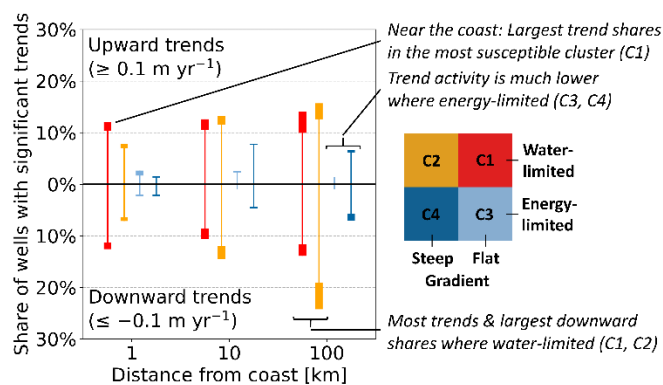 Share of wells with significant trends
30%
20%
10%
0%
10%
20%
30%
Upward trends
(≥ 0.1 m yr⁻¹)
Downward trends
(≤ −0.1 m yr⁻¹)
1
10
100
Distance from coast [km]
Near the coast: Largest trend shares
in the most susceptible cluster (C1)
Trend activity is much lower
where energy-limited (C3, C4)
C2
C1
Water-
limited
C4
C3
Energy-
limited
Steep
Flat
Gradient
Most trends & largest downward
shares where water-limited (C1, C2)